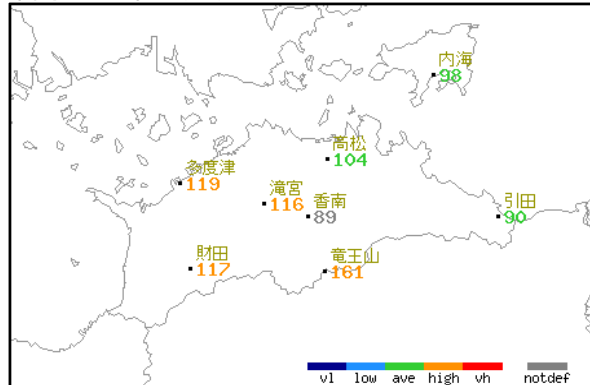 内海
98
高松
104
多度津
119
滝宮
116
香南
89
引田
90
財田
117
竜王山
161
vl low ave high vh notdef